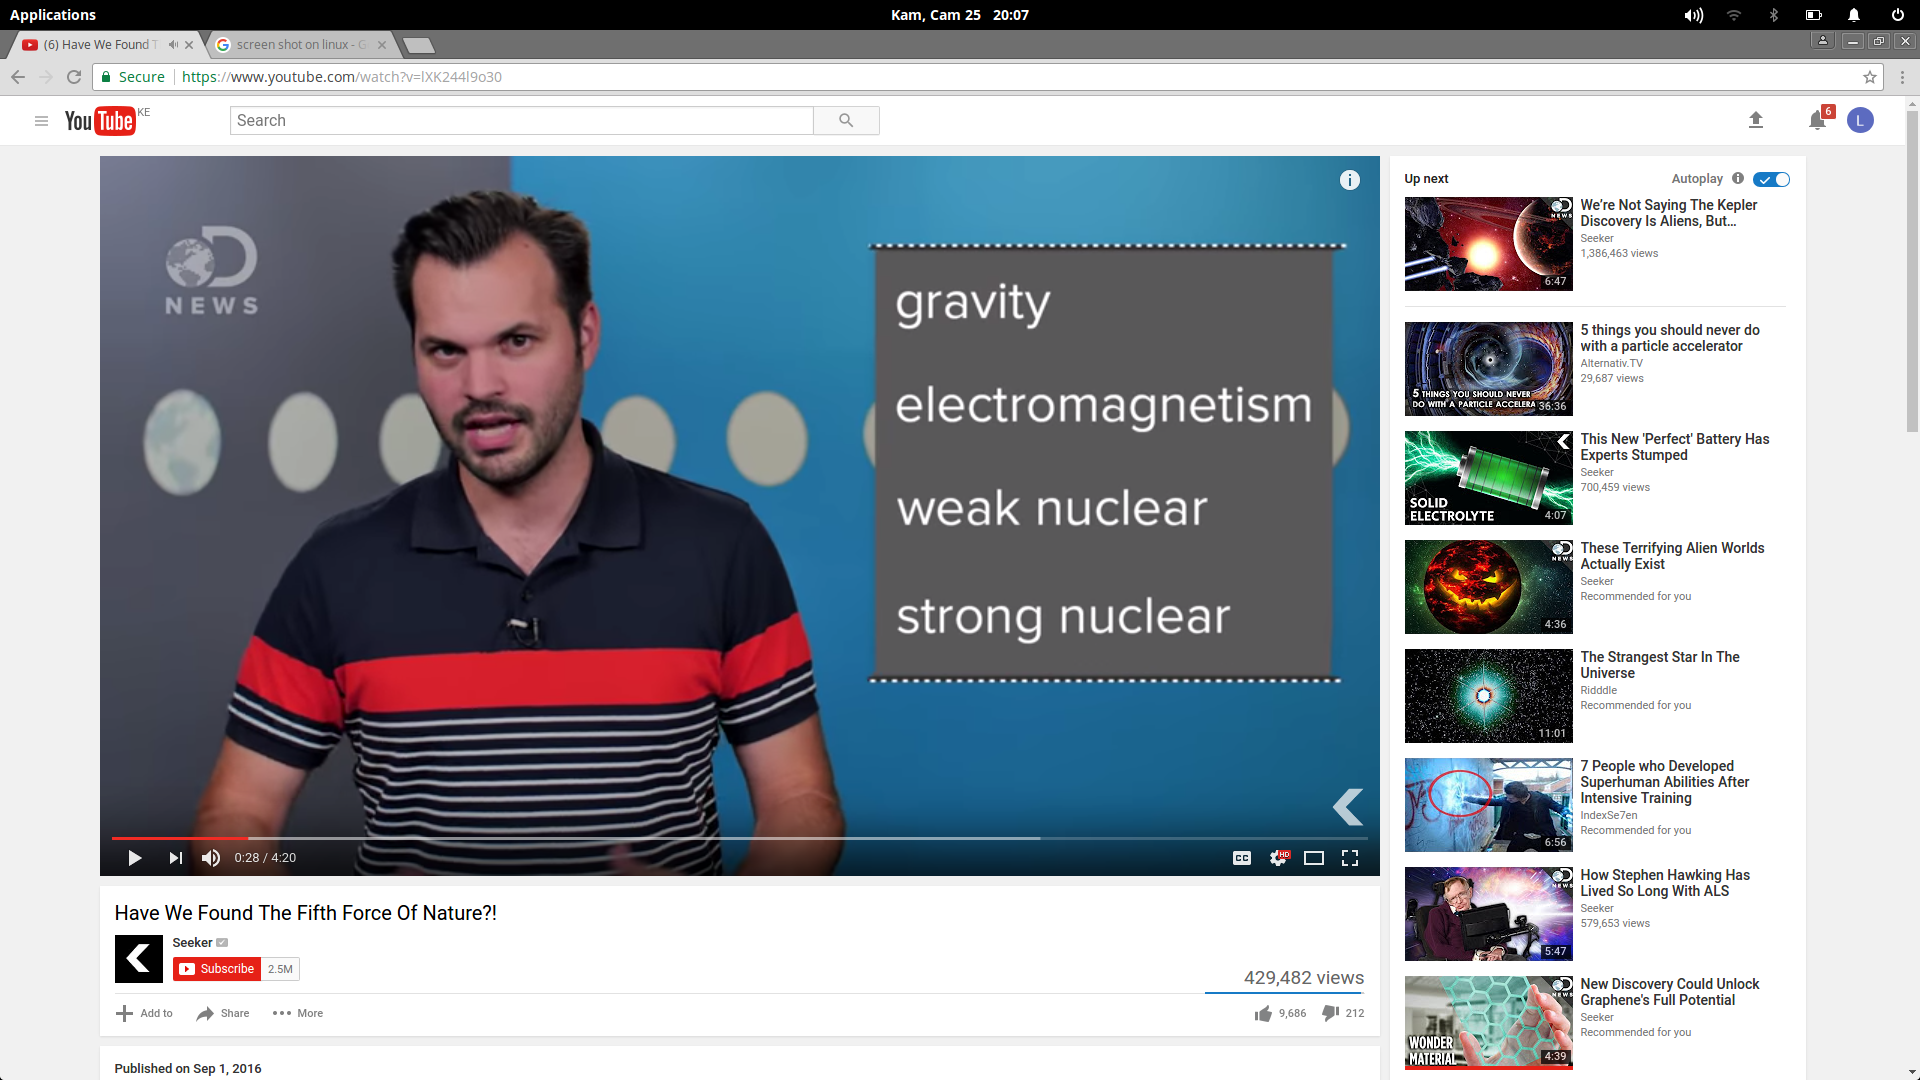 Applications
Kam, Cam 25 20:07
(6) Have We Found T
screen shot on linux - G
Secure
https://www.youtube.com/watch?v=lXK244l9o30
YouTube KE
Search
6
L
NEWS
gravity
electromagnetism
weak nuclear
strong nuclear
0:28 / 4:20
CC
HD
Have We Found The Fifth Force Of Nature?!
Seeker
Subscribe 2.5M
429,482 views
Add to Share More
9,686 212
Published on Sep 1, 2016
Up next
Autoplay
NEWS
6:47
We're Not Saying The Kepler
Discovery Is Aliens, But...
Seeker
1,386,463 views
5 THINGS YOU SHOULD NEVER
DO WITH A PARTICLE ACCELERA
36:36
5 things you should never do
with a particle accelerator
Alternativ.TV
29,687 views
SOLID
ELECTROLYTE
4:07
This New 'Perfect' Battery Has
Experts Stumped
Seeker
700,459 views
NEWS
4:36
These Terrifying Alien Worlds
Actually Exist
Seeker
Recommended for you
11:01
The Strangest Star In The
Universe
Ridddle
Recommended for you
6:56
7 People who Developed
Superhuman Abilities After
Intensive Training
IndexSe7en
Recommended for you
NEWS
5:47
How Stephen Hawking Has
Lived So Long With ALS
Seeker
579,653 views
NEWS
WONDER
MATERIAL
4:39
New Discovery Could Unlock
Graphene's Full Potential
Seeker
Recommended for you